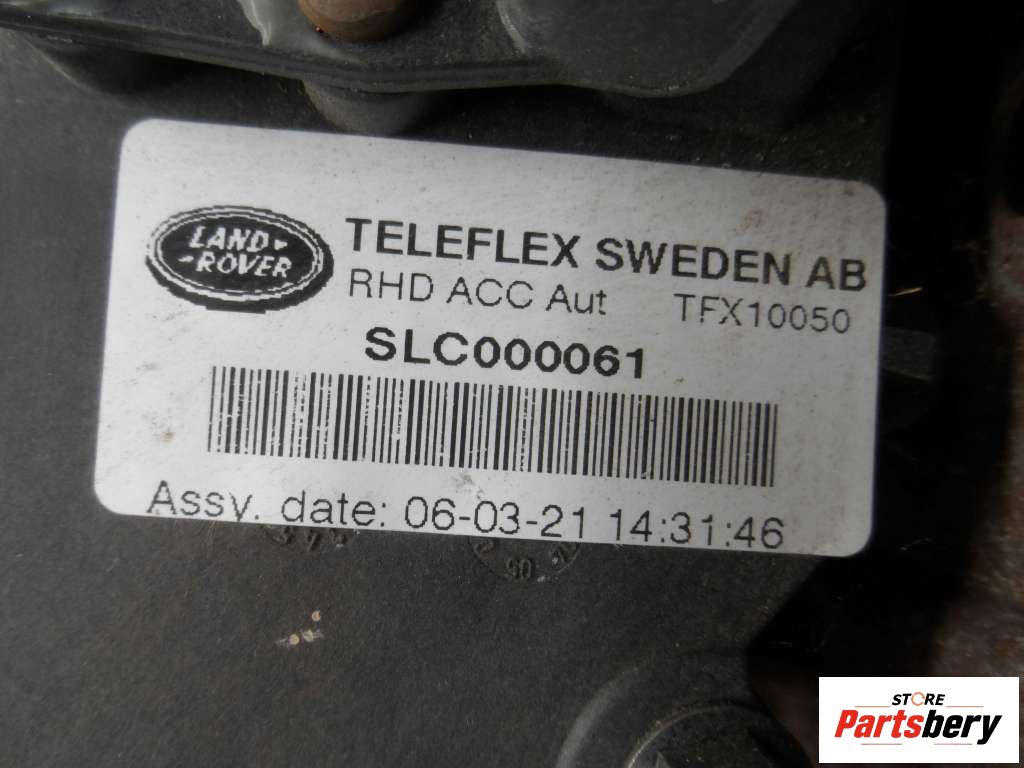 LAND
ROVER
TELEFLEX SWEDEN AB
RHD ACC Aut TFX10050
SLC000061
Assy. date: 06-03-21 14:31:46
05
STORE
Partsbery